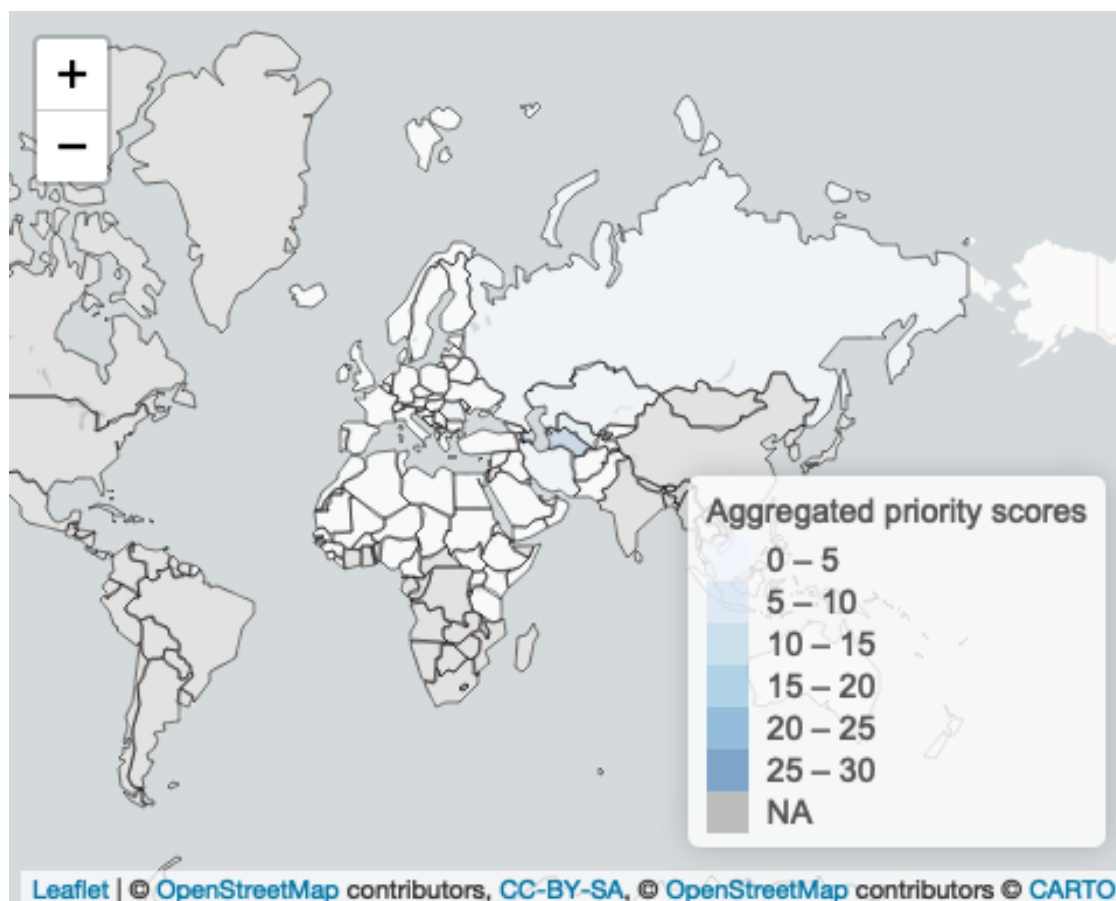 +
−
Aggregated priority scores
0 – 5
5 – 10
10 – 15
15 – 20
20 – 25
25 – 30
NA
Leaflet | © OpenStreetMap contributors, CC-BY-SA, © OpenStreetMap contributors © CARTO